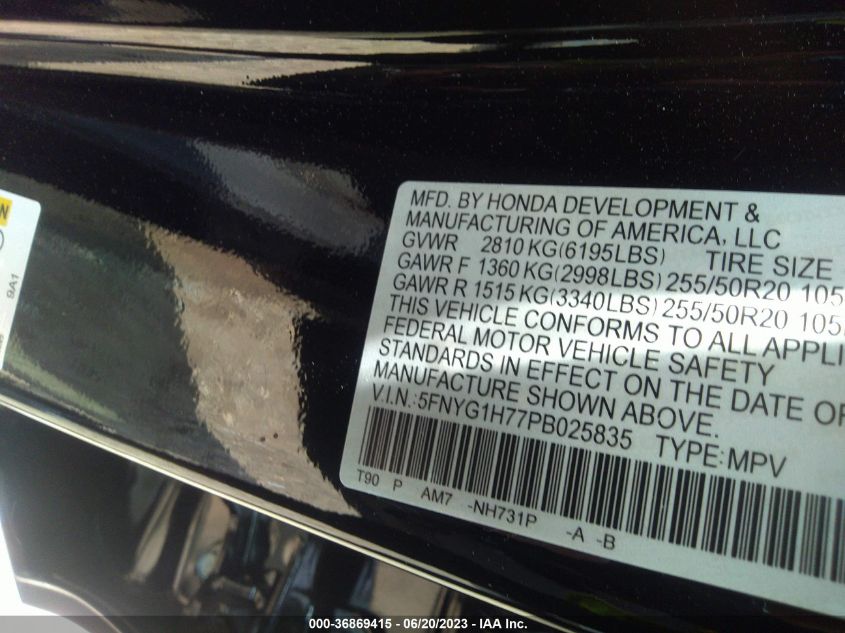 N
9A1
MFD. BY HONDA DEVELOPMENT &
MANUFACTURING OF AMERICA, LLC
GVWR 2810 KG(6195LBS) TIRE SIZE
GAWR F 1360 KG(2998LBS) 255/50R20 105
GAWR R 1515 KG(3340LBS) 255/50R20 105
THIS VEHICLE CONFORMS TO ALL APPLI
FEDERAL MOTOR VEHICLE SAFETY
STANDARDS IN EFFECT ON THE DATE OF
MANUFACTURE SHOWN ABOVE.
V.I.N.:5FNYG1H77PB025835 TYPE:MPV
T90 P AM7 -NH731P -A -B
000-36869415 - 06/20/2023 - IAA Inc.